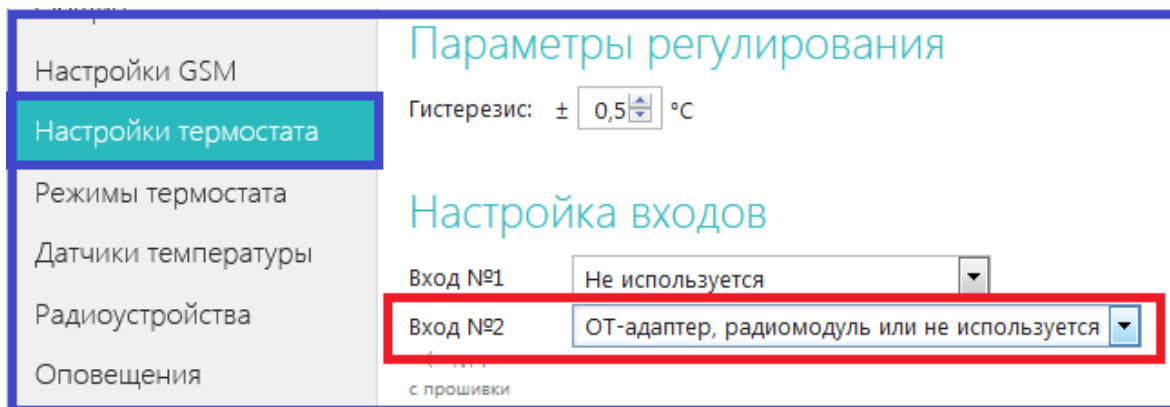 Настройки GSM
Настройки термостата
Режимы термостата
Датчики температуры
Радиоустройства
Оповещения
Параметры регулирования
Гистерезис: ± 0,5 °C
Настройка входов
Вход №1 Не используется
Вход №2 ОТ-адаптер, радиомодуль или не используется
с прошивки